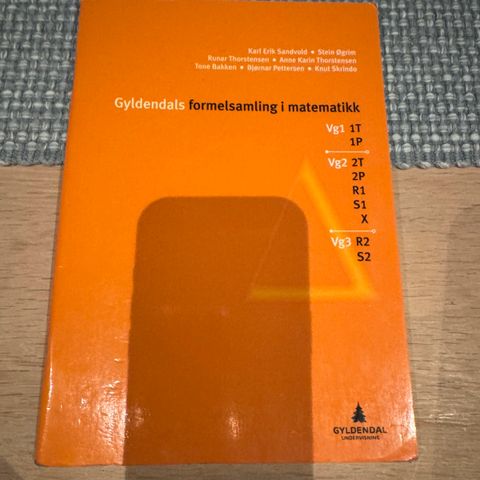 Karl Erik Sandvold • Stein Øgrim
Runar Thorstensen • Anne Karin Thorstensen
Tone Bakken • Bjørnar Pettersen • Knut Skrindo
Gyldendals formelsamling i matematikk
Vg1 1T
1P
Vg2 2T
2P
R1
S1
X
Vg3 R2
S2
GYLDENDAL
UNDERVISNING